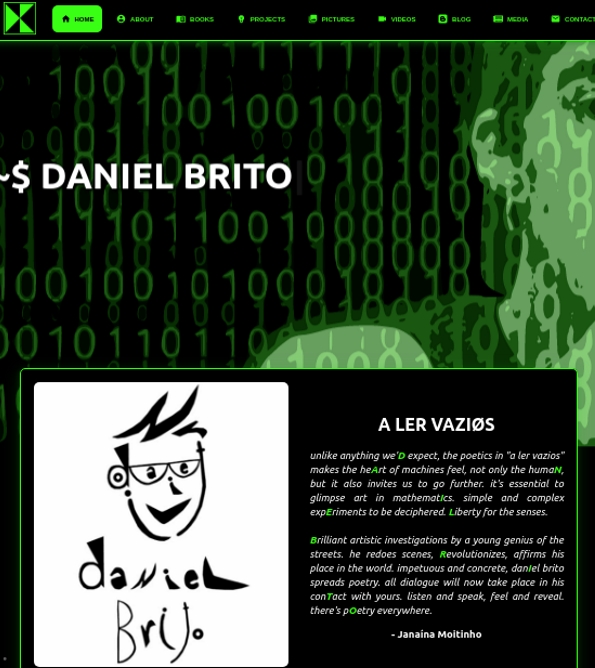 HOME ABOUT BOOKS PROJECTS PICTURES VIDEOS BLOG MEDIA CONTACT
~$ DANIEL BRITO
A LER VAZIØS
unlike anything we'D expect, the poetics in "a ler vazios"
makes the heArt of machines feel, not only the humaN,
but it also invites us to go further. it's essential to
glimpse art in mathematIcs. simple and complex
expEriments to be deciphered. Liberty for the senses.
Brilliant artistic investigations by a young genius of the
streets. he redoes scenes, Revolutionizes, affirms his
place in the world. impetuous and concrete, danIel brito
spreads poetry. all dialogue will now take place in his
conTact with yours. listen and speak, feel and reveal.
there's pOetry everywhere.
- Janaína Moitinho
daniel
Brito